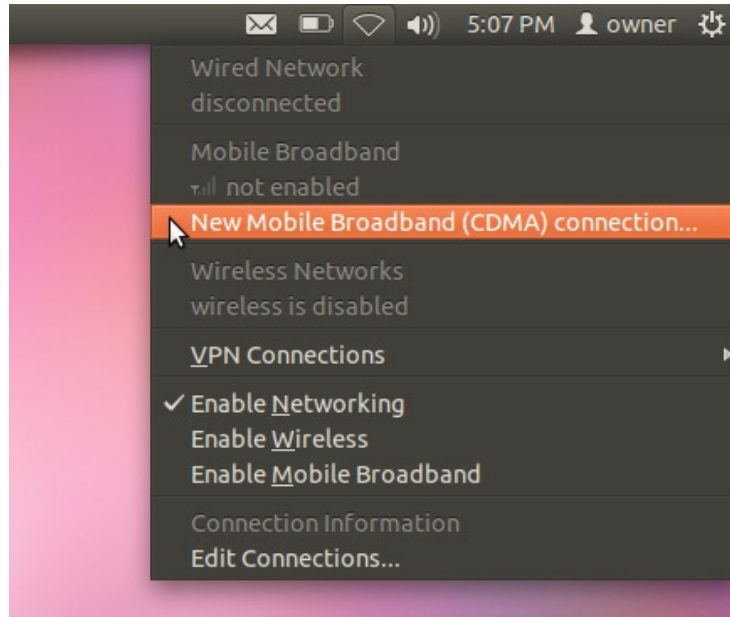 5:07 PM owner
Wired Network
disconnected
Mobile Broadband
not enabled
New Mobile Broadband (CDMA) connection...
Wireless Networks
wireless is disabled
VPN Connections
Enable Networking
Enable Wireless
Enable Mobile Broadband
Connection Information
Edit Connections...